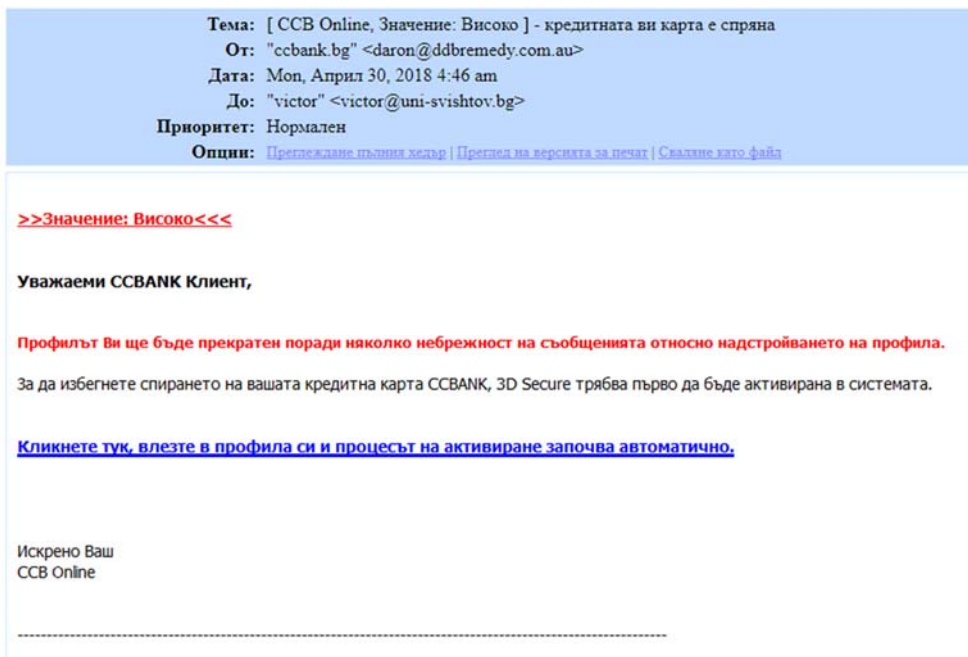 Тема: [ CCB Online, Значение: Високо ] - кредитната ви карта е спряна
От: "ccbank.bg" <daron@ddbremedy.com.au>
Дата: Mon, Април 30, 2018 4:46 am
До: "victor" <victor@uni-svishtov.bg>
Приоритет: Нормален
Опции: Преглеждане пълния хедър | Преглед на версията за печат | Сваляне като файл
>>Значение: Високо<<<
Уважаеми CCBANK Клиент,
Профилът Ви ще бъде прекратен поради няколко небрежност на съобщенията относно надстройването на профила.
За да избегнете спирането на вашата кредитна карта CCBANK, 3D Secure трябва първо да бъде активирана в системата.
Кликнете тук, влезте в профила си и процесът на активиране започва автоматично.
Искрено Ваш
CCB Online